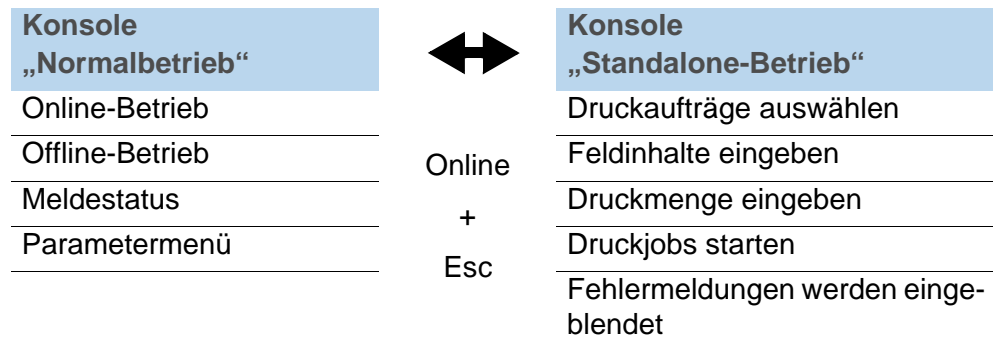 Konsole
„Normalbetrieb“
Online-Betrieb
Offline-Betrieb
Meldestatus
Parametermenü
Online
+
Esc
Konsole
„Standalone-Betrieb“
Druckaufträge auswählen
Feldinhalte eingeben
Druckmenge eingeben
Druckjobs starten
Fehlermeldungen werden einge-
blendet